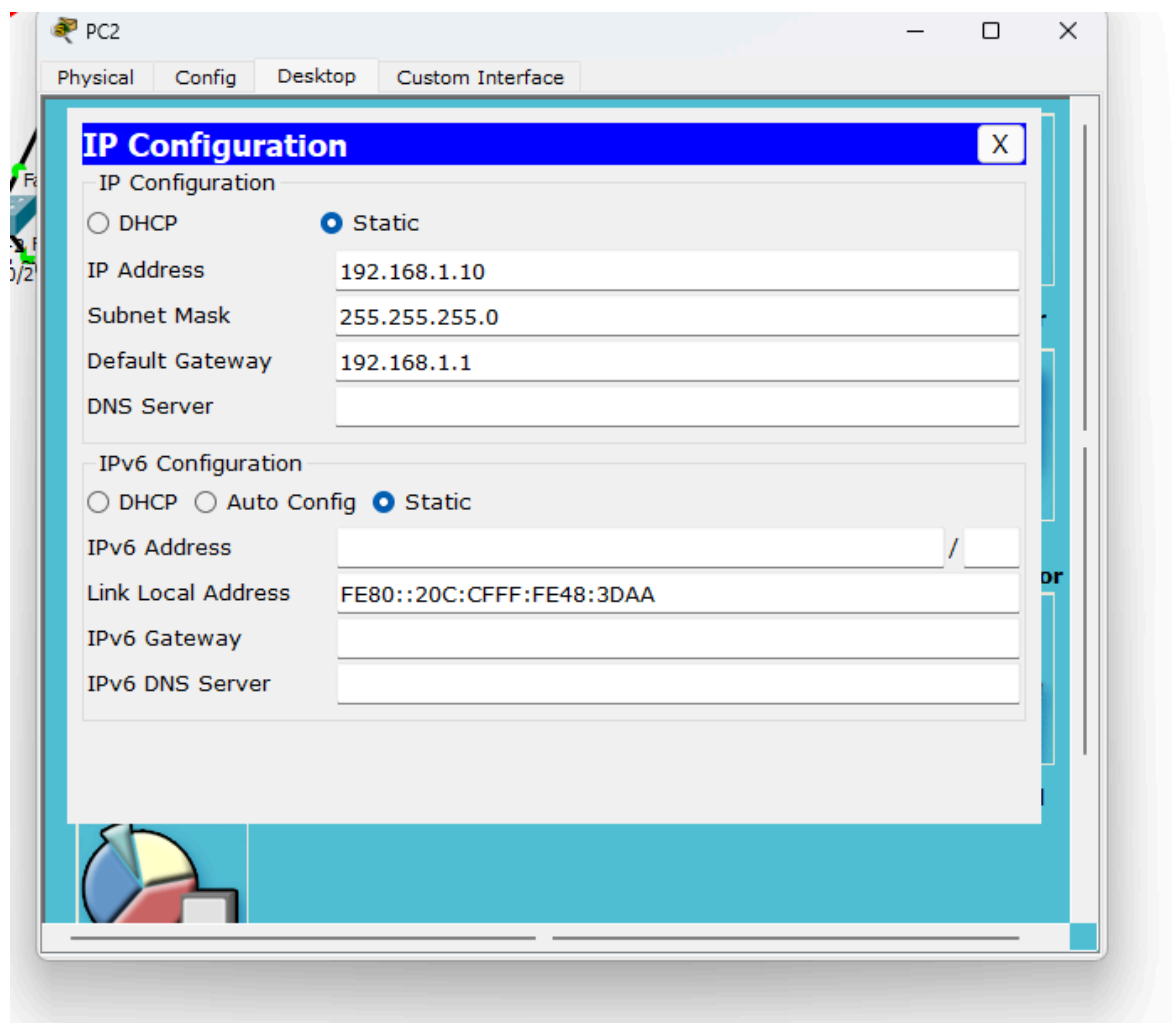 PC2
Physical Config Desktop Custom Interface
IP Configuration X
IP Configuration
DHCP Static
IP Address 192.168.1.10
Subnet Mask 255.255.255.0
Default Gateway 192.168.1.1
DNS Server
IPv6 Configuration
DHCP Auto Config Static
IPv6 Address /
Link Local Address FE80::20C:CFFF:FE48:3DAA
IPv6 Gateway
IPv6 DNS Server